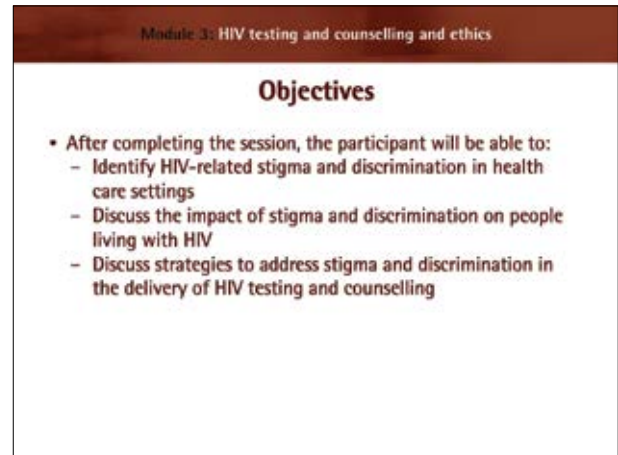 Module 3: HIV testing and counselling and ethics
Objectives
• After completing the session, the participant will be able to:
– Identify HIV-related stigma and discrimination in health
care settings
– Discuss the impact of stigma and discrimination on people
living with HIV
– Discuss strategies to address stigma and discrimination in
the delivery of HIV testing and counselling